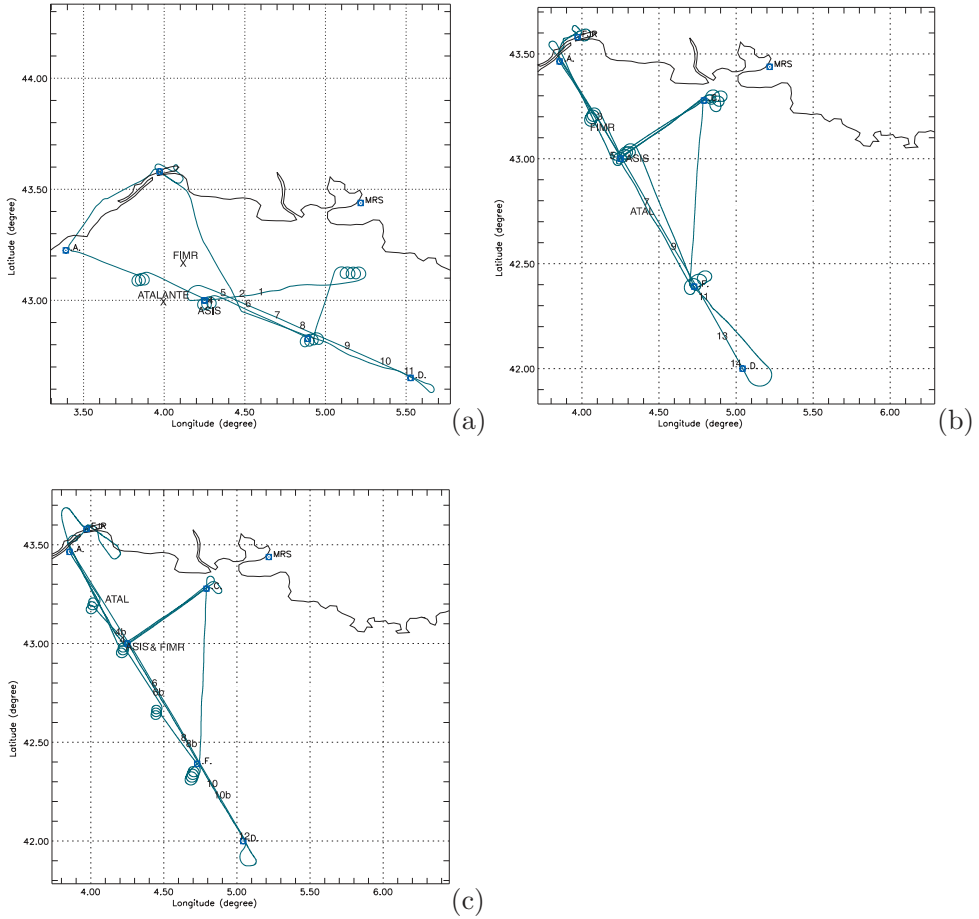 44.00
43.50
43.00
3.50 4.00 4.50 5.00 5.50
Latitude (degree)
Longitude (degree)
MRS
.A.
FIMR
X
ATALANTE
X
ASIS
5 2 1
6
7
8
9
10
11
.D.
(a)
43.50
43.00
42.50
42.00
4.00 4.50 5.00 5.50 6.00
Latitude (degree)
Longitude (degree)
MRS
A.
FIMR
ASIS
7
ATAL
9
.F.
11
13
14
.D.
(b)
43.50
43.00
42.50
42.00
4.00 4.50 5.00 5.50 6.00
Latitude (degree)
Longitude (degree)
MRS
.A.
ATAL
4b
ASIS & FIMR
6
6b
8
8b
.F.
10
10b
12
D.
(c)